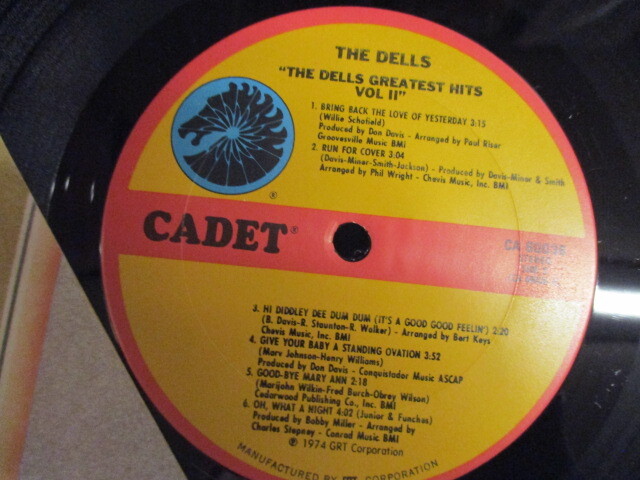 THE DELLS
"THE DELLS GREATEST HITS
VOL II"
1. BRING BACK THE LOVE OF YESTERDAY 3:15
(Willie Schofield)
Produced by Don Davis - Arranged by Paul Riser
Groovesville Music BMI
2. RUN FOR COVER 3:04
(Davis-Miner-Smith-Jackson) - Produced by Davis-Miner & Smith
Arranged by Phil Wright - Chevis Music, Inc. BMI
®
CADET®
CA
STEREO
3. HI DIDDLEY DEE DUM DUM (IT'S A GOOD GOOD FEELIN') 2:20
(B. Davis-R. Staunton-R. Walker) - Arranged by Bert Keys
Chevis Music, Inc. BMI
4. GIVE YOUR BABY A STANDING OVATION 3:52
(Marv Johnson-Henry Williams)
Produced by Don Davis - Conquistador Music ASCAP
5. GOOD-BYE MARY ANN 2:18
(Marijohn Wilkin-Fred Burch-Obrey Wilson)
Cedarwood Publishing Co., Inc. BMI
6. OH, WHAT A NIGHT 4:02 (Junior & Funches)
Produced by Bobby Miller - Arranged by
Charles Stepney - Conrad Music BMI
℗ 1974 GRT Corporation
MANUFACTURED BY GRT CORPORATION